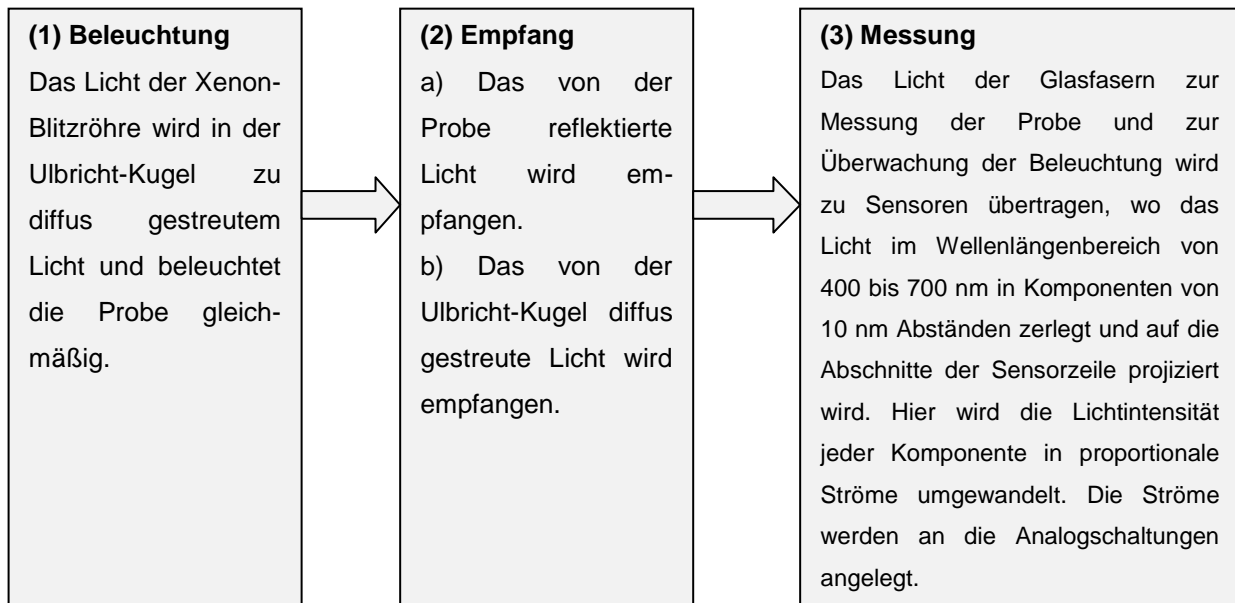 (1) Beleuchtung
Das Licht der Xenon-
Blitzröhre wird in der
Ulbricht-Kugel zu
diffus gestreutem
Licht und beleuchtet
die Probe gleich-
mäßig.
(2) Empfang
a) Das von der
Probe reflektierte
Licht wird em-
pfangen.
b) Das von der
Ulbricht-Kugel diffus
gestreute Licht wird
empfangen.
(3) Messung
Das Licht der Glasfasern zur
Messung der Probe und zur
Überwachung der Beleuchtung wird
zu Sensoren übertragen, wo das
Licht im Wellenlängenbereich von
400 bis 700 nm in Komponenten von
10 nm Abständen zerlegt und auf die
Abschnitte der Sensorzeile projiziert
wird. Hier wird die Lichtintensität
jeder Komponente in proportionale
Ströme umgewandelt. Die Ströme
werden an die Analogschaltungen
angelegt.